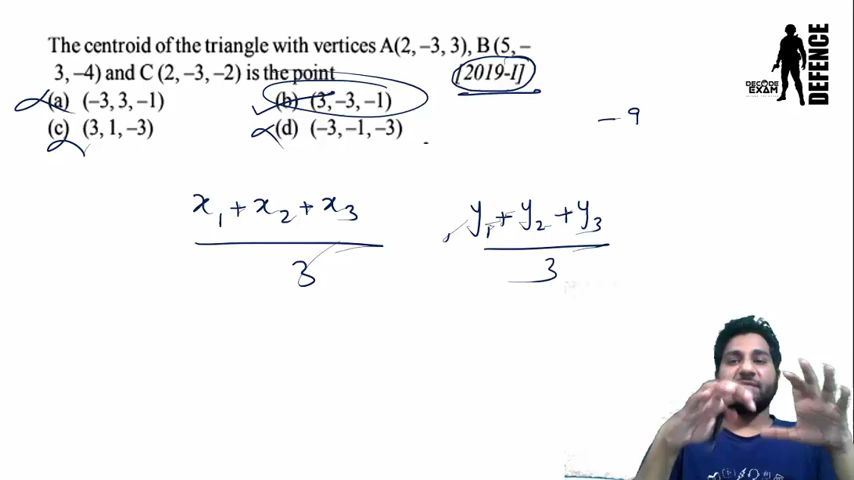 The centroid of the triangle with vertices A(2, –3, 3), B (5, –
3, –4) and C (2, –3, –2) is the point
[2019-I]
(a) (–3, 3, –1)
(b) (3, –3, –1)
(c) (3, 1, –3)
(d) (–3, –1, –3)
– 9
x₁ + x₂ + x₃
3
y₁ + y₂ + y₃
3
DECODE
EXAM
DEFENCE